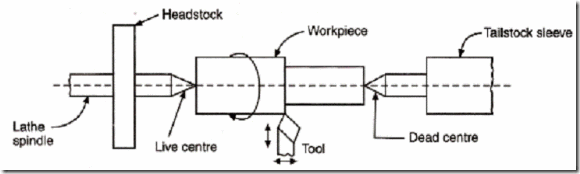 Headstock
Workpiece
Tailstock sleeve
Lathe
spindle
Live centre
Tool
Dead centre